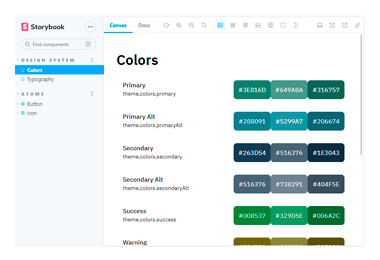 Storybook
Canvas Docs
Find components /
DESIGN SYSTEM
Colors
Typography
ATOMS
Button
Icon
Colors
Primary
theme.colors.primary
#3E816D #649A8A #316757
Primary Alt
theme.colors.primaryAlt
#288091 #5299A7 #206674
Secondary
theme.colors.secondary
#263D54 #516376 #1E3043
Secondary Alt
theme.colors.secondaryAlt
#516376 #738291 #404F5E
Success
theme.colors.success
#008537 #329D5E #006A2C
Warning